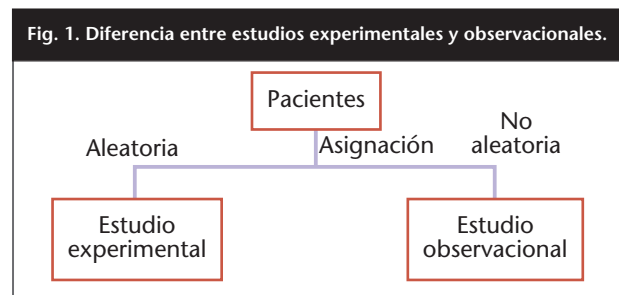 Fig. 1. Diferencia entre estudios experimentales y observacionales.
Pacientes
Aleatoria
Asignación
No
aleatoria
Estudio
experimental
Estudio
observacional